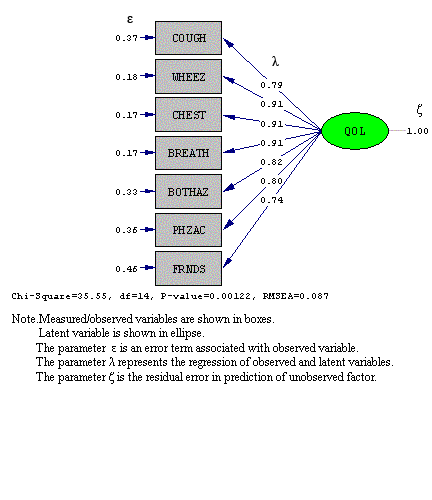 ε
0.37 COUGH
λ
0.79
0.18 WHEEZ
0.91
ζ
0.17 CHEST
0.91
QOL 1.00
0.17 BREATH
0.91
0.82
0.33 BOTHAZ
0.80
0.74
0.36 PHZAC
0.46 FRNDS
Chi-Square=35.55, df=14, P-value=0.00122, RMSEA=0.087
Note.Measured/observed variables are shown in boxes.
Latent variable is shown in ellipse.
The parameter ε is an error term associated with observed variable.
The parameter λ represents the regression of observed and latent variables.
The parameter ζ is the residual error in prediction of unobserved factor.